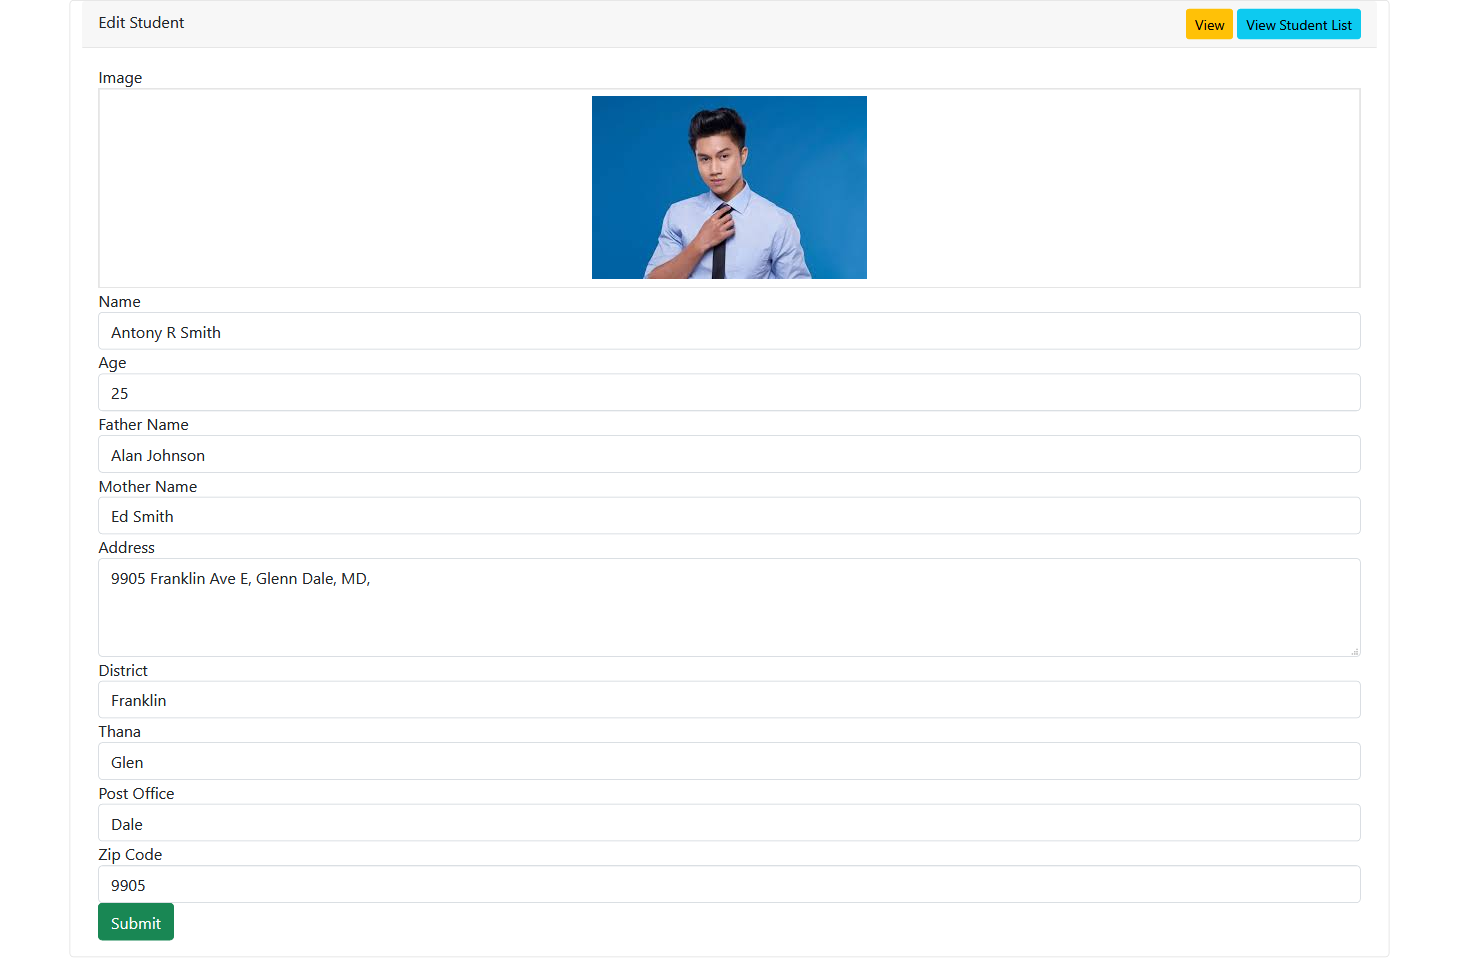 Edit Student
View
View Student List
Image
Name
Antony R Smith
Age
25
Father Name
Alan Johnson
Mother Name
Ed Smith
Address
9905 Franklin Ave E, Glenn Dale, MD,
District
Franklin
Thana
Glen
Post Office
Dale
Zip Code
9905
Submit